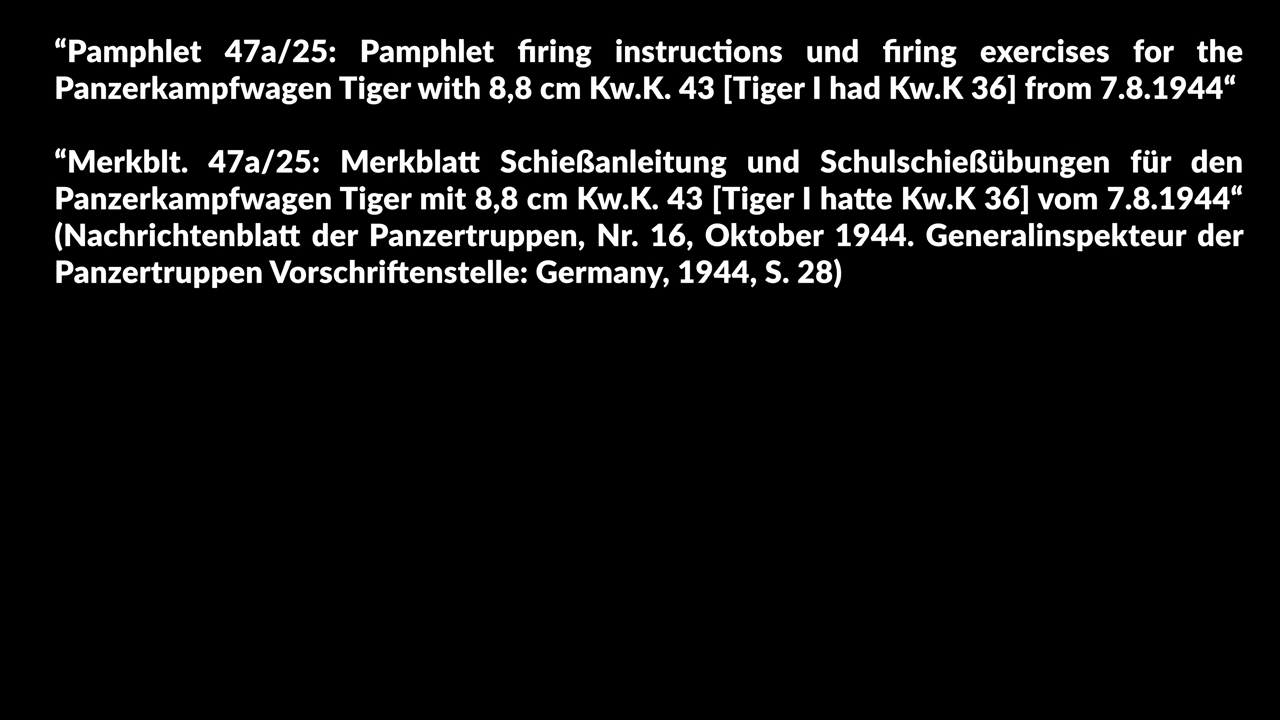 “Pamphlet 47a/25: Pamphlet firing instructions und firing exercises for the
Panzerkampfwagen Tiger with 8,8 cm Kw.K. 43 [Tiger I had Kw.K 36] from 7.8.1944“
“Merkblt. 47a/25: Merkblatt Schießanleitung und Schulschießübungen für den
Panzerkampfwagen Tiger mit 8,8 cm Kw.K. 43 [Tiger I hatte Kw.K 36] vom 7.8.1944“
(Nachrichtenblatt der Panzertruppen, Nr. 16, Oktober 1944. Generalinspekteur der
Panzertruppen Vorschriftenstelle: Germany, 1944, S. 28)